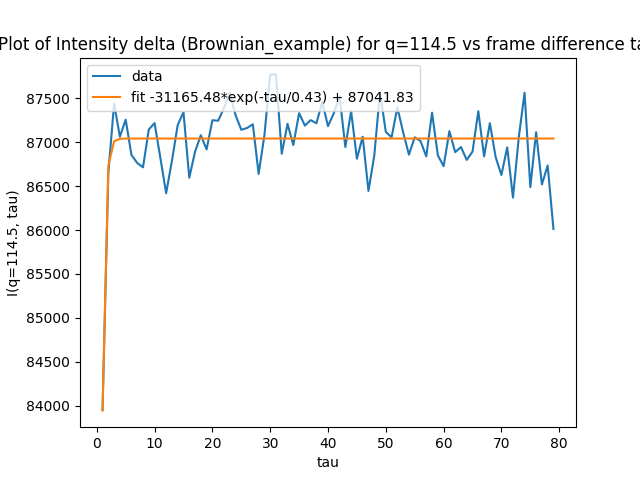 Plot of Intensity delta (Brownian_example) for q=114.5 vs frame difference ta
data
fit -31165.48*exp(-tau/0.43) + 87041.83
I(q=114.5, tau)
87500
87000
86500
86000
85500
85000
84500
84000
0 10 20 30 40 50 60 70 80
tau